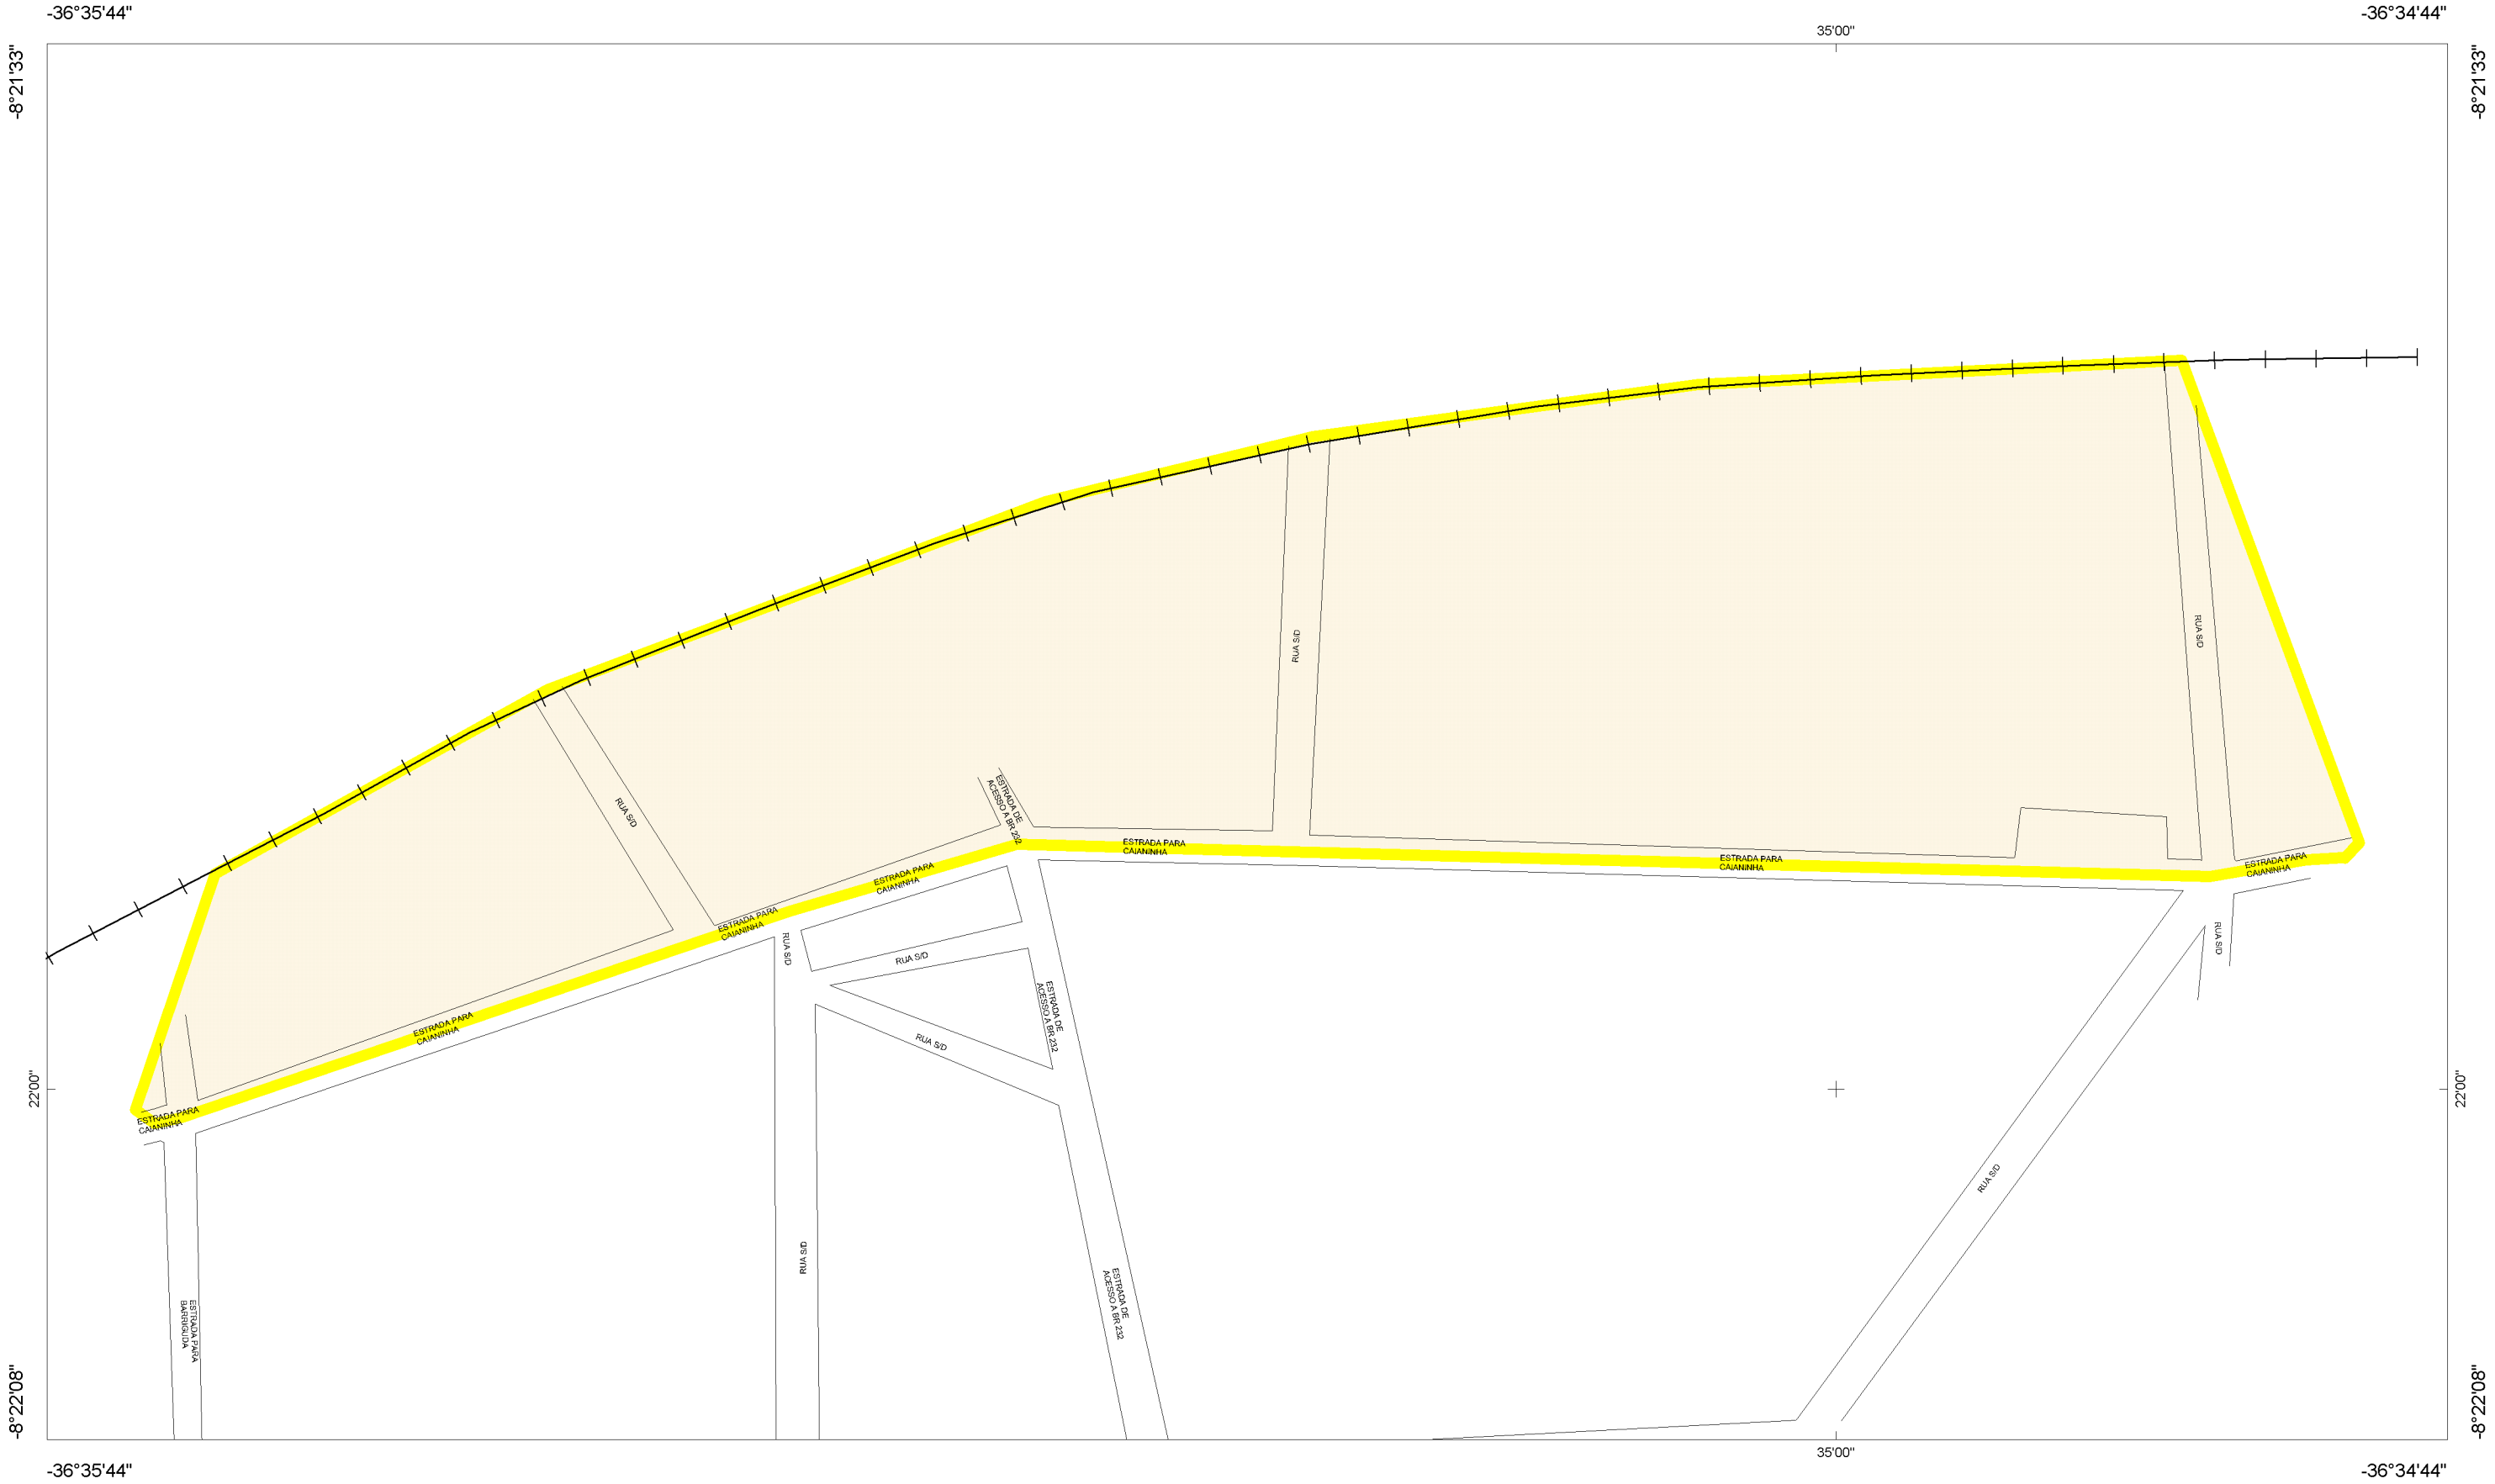 -36°35'44"
-36°34'44"
35'00"
-8°21'33"
-8°21'33"
RUA S/D
RUA S/D
RUA S/D
ESTRADA DE
ACESSO A BR 232
ESTRADA PARA
CAIANINHA
ESTRADA PARA
CAIANINHA
ESTRADA PARA
CAIANINHA
ESTRADA PARA
CAIANINHA
ESTRADA PARA
CAIANINHA
RUA S/D
RUA S/D
RUA S/D
ESTRADA PARA
CAIANINHA
ESTRADA DE
ACESSO A BR 232
RUA S/D
22'00"
22'00"
ESTRADA PARA
CAIANINHA
RUA S/D
RUA S/D
ESTRADA DE
ACESSO A BR 232
ESTRADA PARA
BARRIGUDA
-8°22'08"
-8°22'08"
35'00"
-36°35'44"
-36°34'44"